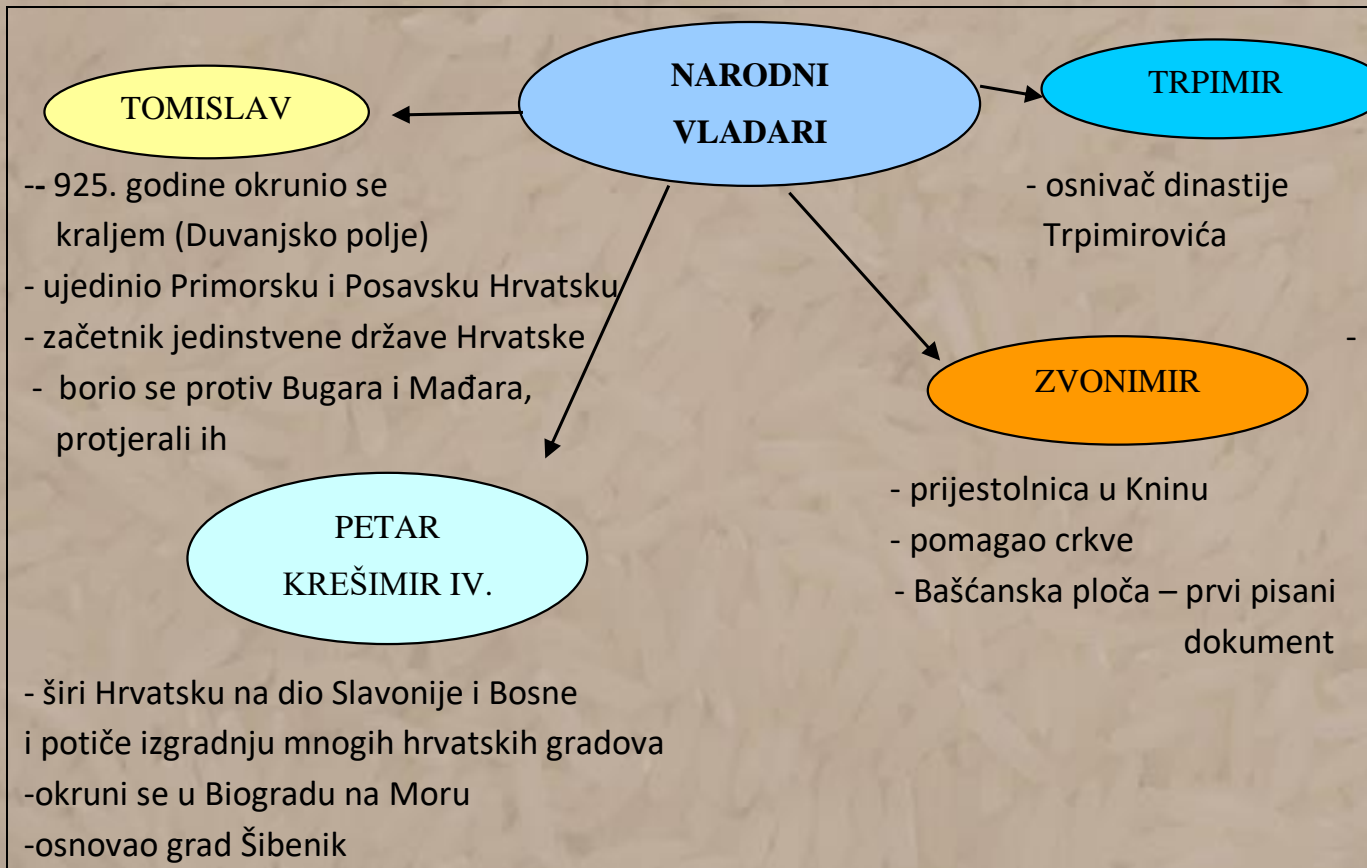 NARODNI
VLADARI
TOMISLAV
-- 925. godine okrunio se
kraljem (Duvanjsko polje)
- ujedinio Primorsku i Posavsku Hrvatsku
- začetnik jedinstvene države Hrvatske
- borio se protiv Bugara i Mađara,
protjerali ih
TRPIMIR
- osnivač dinastije
Trpimirovića
-
ZVONIMIR
- prijestolnica u Kninu
- pomagao crkve
- Bašćanska ploča – prvi pisani
dokument
PETAR
KREŠIMIR IV.
- širi Hrvatsku na dio Slavonije i Bosne
i potiče izgradnju mnogih hrvatskih gradova
-okruni se u Biogradu na Moru
-osnovao grad Šibenik